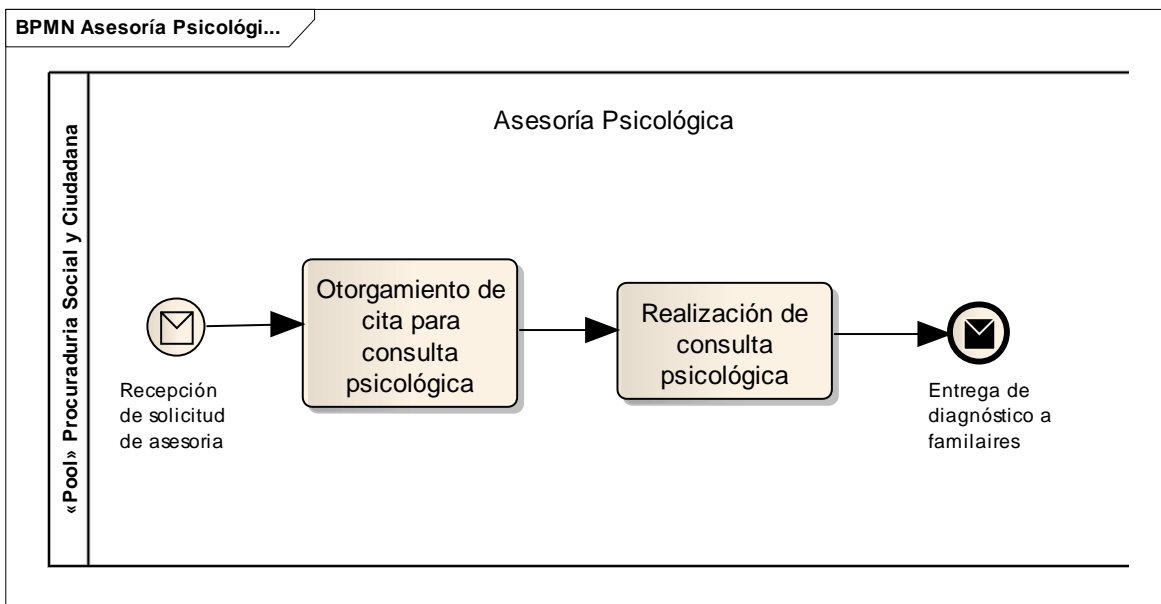 BPMN Asesoría Psicológi...
«Pool» Procuraduria Social y Ciudadana
Asesoría Psicológica
Recepción
de solicitud
de asesoria
Otorgamiento de
cita para
consulta
psicológica
Realización de
consulta
psicológica
Entrega de
diagnóstico a
familaires